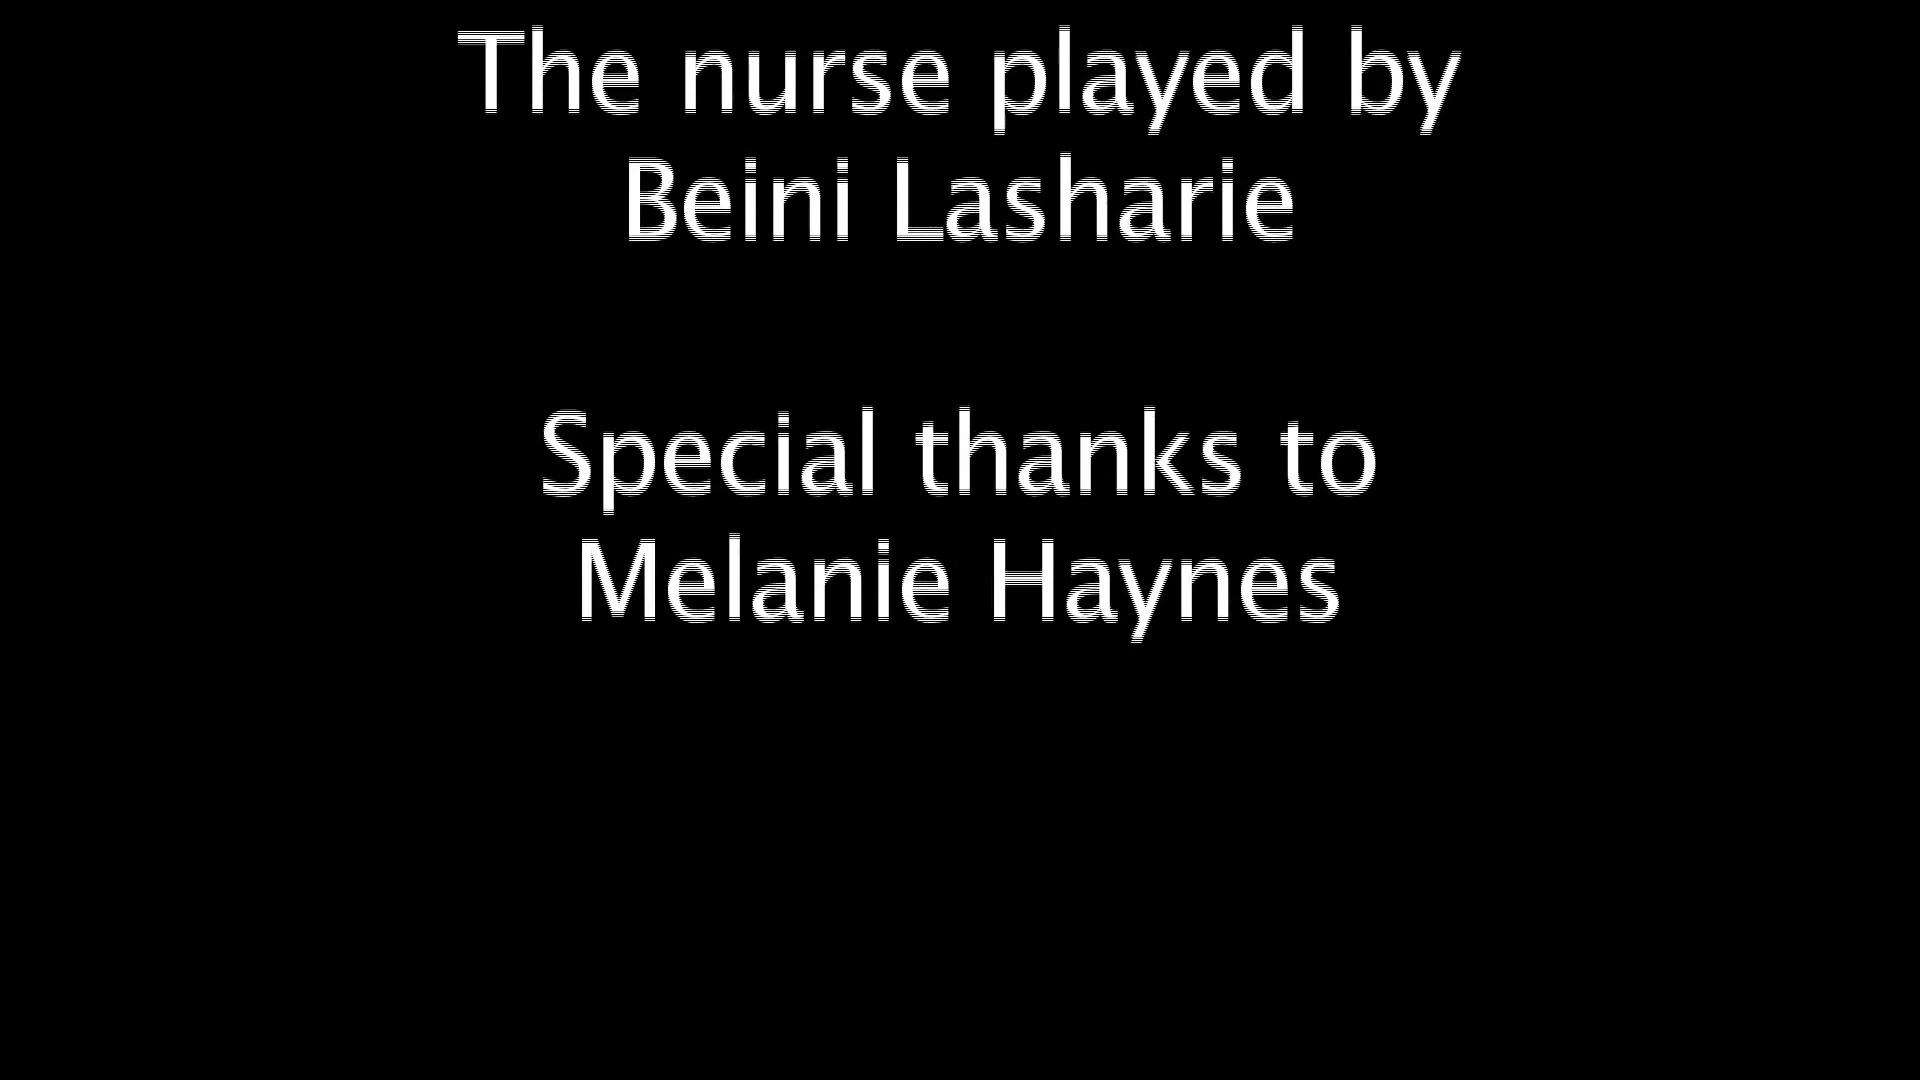 The nurse played by
Beini Lasharie
Special thanks to
Melanie Haynes